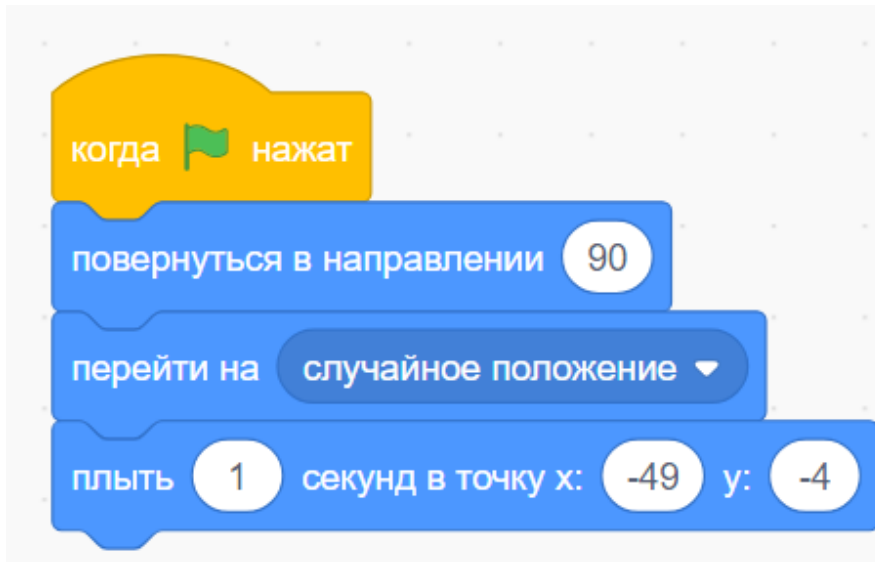 когда нажат
повернуться в направлении 90
перейти на случайное положение
плыть 1 секунд в точку x: -49 y: -4